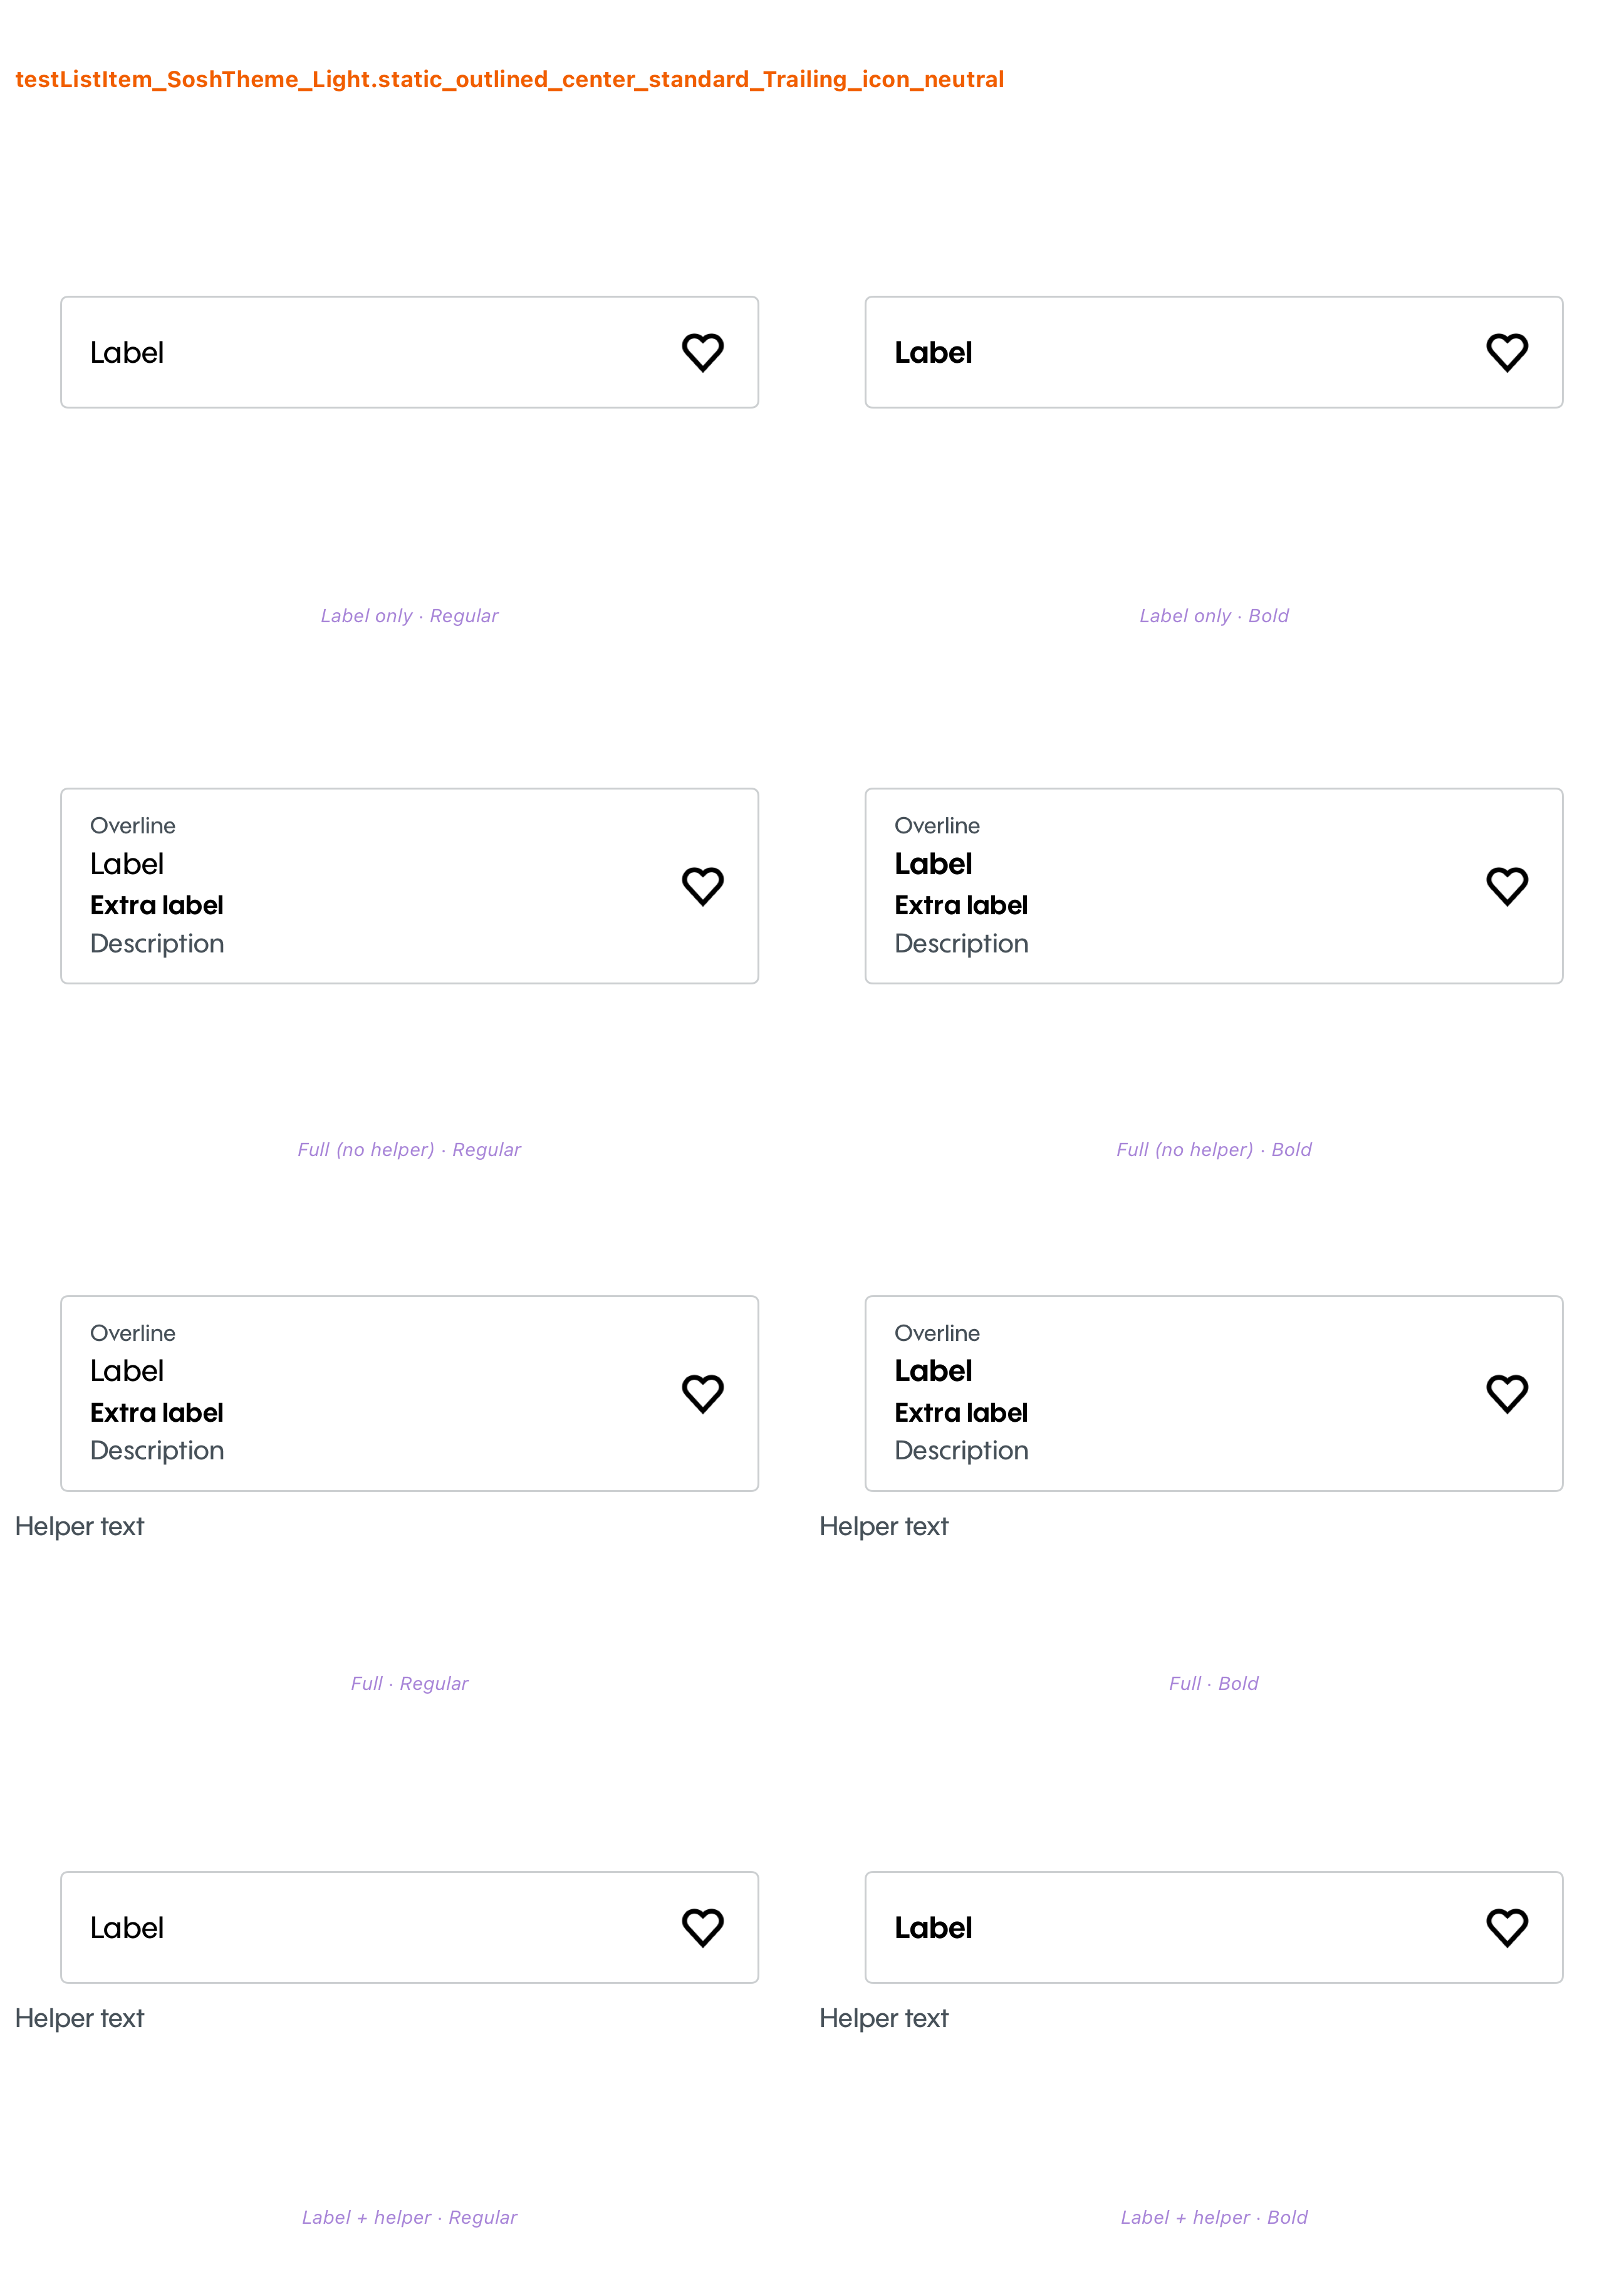 testListItem_SoshTheme_Light.static_outlined_center_standard_Trailing_icon_neutral
Label
Label
Label only · Regular
Label only · Bold
Overline
Label
Extra label
Description
Overline
Label
Extra label
Description
Full (no helper) · Regular
Full (no helper) · Bold
Overline
Label
Extra label
Description
Helper text
Overline
Label
Extra label
Description
Helper text
Full · Regular
Full · Bold
Label
Helper text
Label
Helper text
Label + helper · Regular
Label + helper · Bold